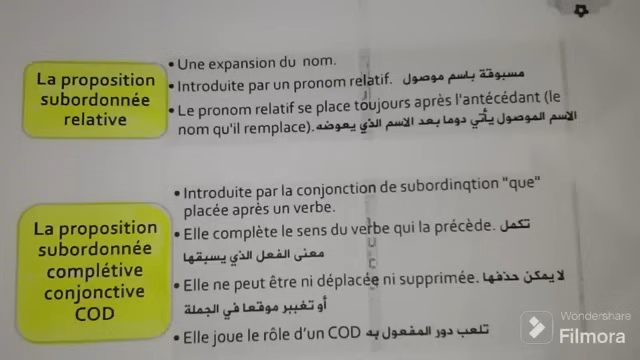 La proposition
subordonnée
relative
• Une expansion du nom.
• Introduite par un pronom relatif. مسبوقة باسم موصول
• Le pronom relatif se place toujours après l'antécédant (le
nom qu'il remplace). الاسم الموصول يأتي دوما بعد الاسم الذي يعوضه
La proposition
subordonnée
complétive
conjonctive
COD
• Introduite par la conjonction de subordinqtion "que"
placée après un verbe.
• Elle complète le sens du verbe qui la précède. تكمل
معنى الفعل الذي يسبقها
• Elle ne peut être ni déplacée ni supprimée. لا يمكن حذفها
أو تغيير موقعها في الجملة
• Elle joue le rôle d'un COD تلعب دور المفعول به
Wondershare
Filmora